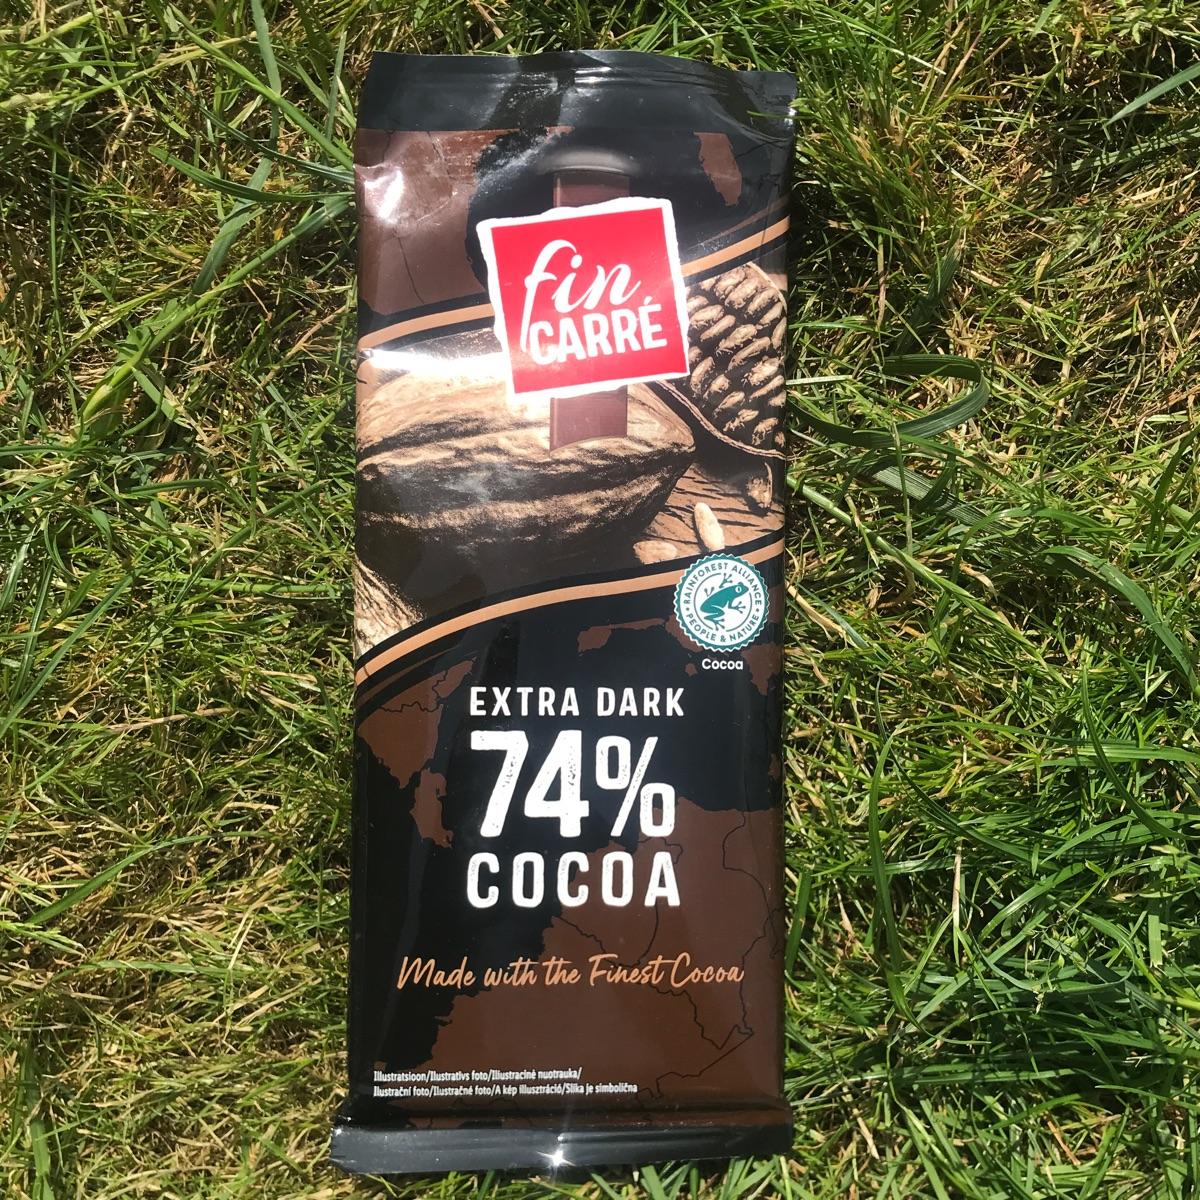 fin
CARRÉ
RAINFOREST ALLIANCE
PEOPLE & NATURE
Cocoa
EXTRA DARK
74%
COCOA
Made with the Finest Cocoa
Illustratsioon/Ilustratīvs foto/Iliustracinė nuotrauka/
Ilustrační foto/Ilustračné foto/A kép illusztráció/Slika je simbolična